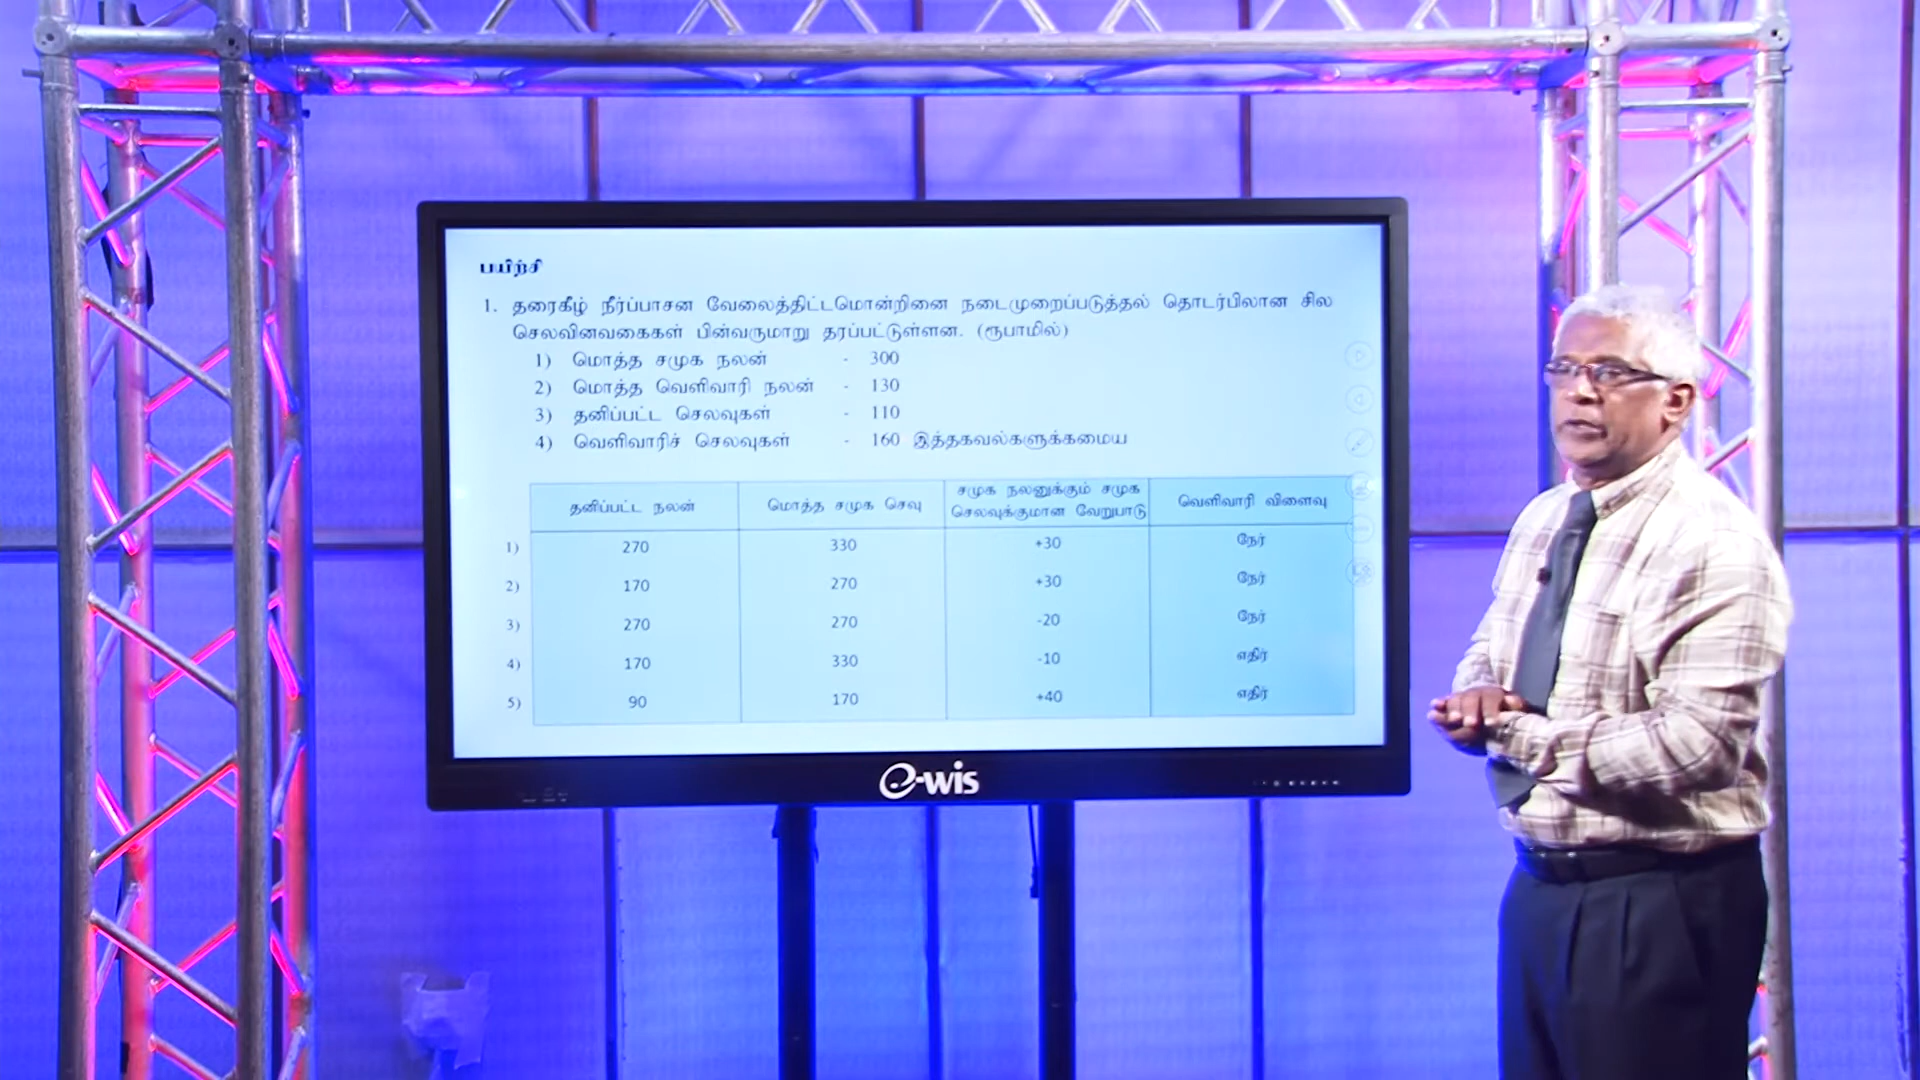 பயிற்சி
1. தரைகீழ் நீர்ப்பாசன வேலைத்திட்டமொன்றினை நடைமுறைப்படுத்தல் தொடர்பிலான சில
செலவினவகைகள் பின்வருமாறு தரப்பட்டுள்ளன. (ரூபாமில்)
1) மொத்த சமுக நலன் - 300
2) மொத்த வெளிவாரி நலன் - 130
3) தனிப்பட்ட செலவுகள் - 110
4) வெளிவாரிச் செலவுகள் - 160 இத்தகவல்களுக்கமைய
தனிப்பட்ட நலன் மொத்த சமுக செவு சமுக நலனுக்கும் சமுக செலவுக்குமான வேறுபாடு வெளிவாரி விளைவு
1) 270 330 +30 நேர்
2) 170 270 +30 நேர்
3) 270 270 -20 நேர்
4) 170 330 -10 எதிர்
5) 90 170 +40 எதிர்
e-wis